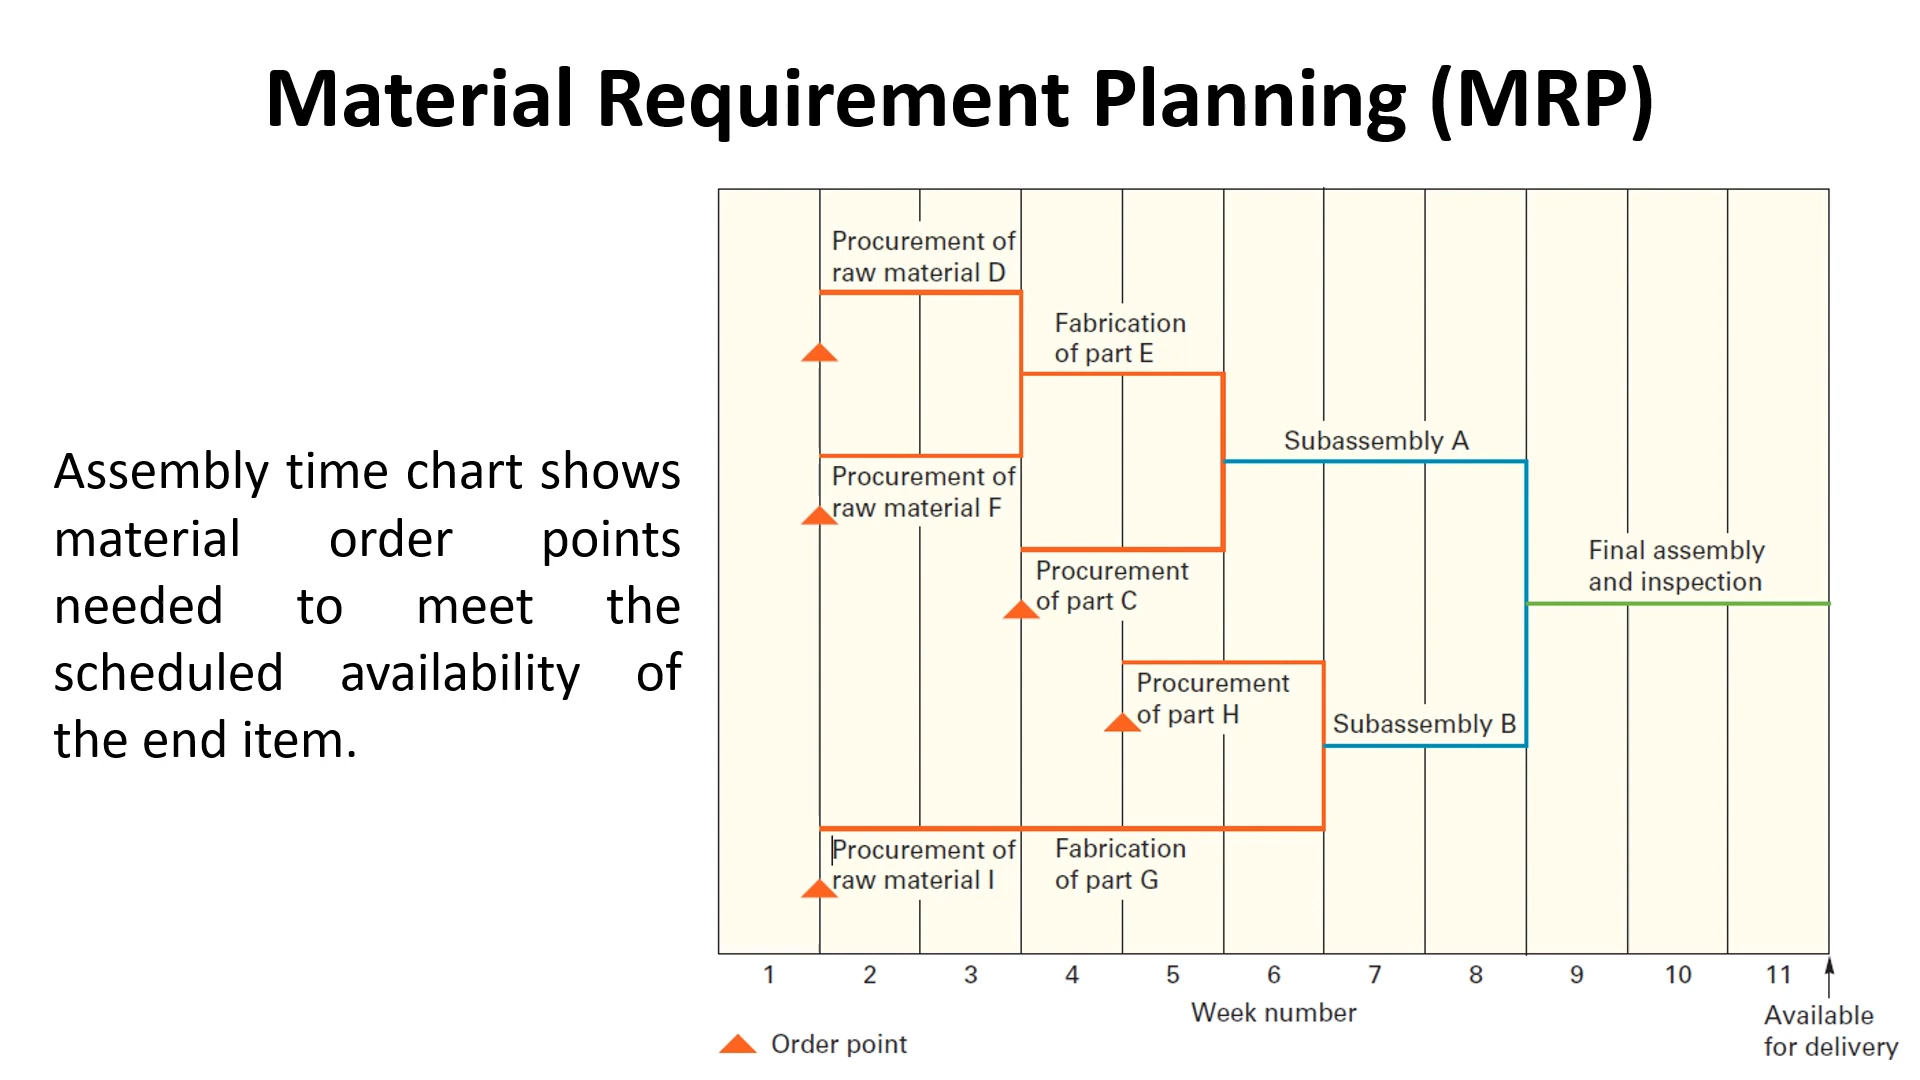 Material Requirement Planning (MRP)
Assembly time chart shows
material order points
needed to meet the
scheduled availability of
the end item.
Procurement of
raw material D
Fabrication
of part E
Procurement of
raw material F
Subassembly A
Procurement
of part C
Final assembly
and inspection
Procurement
of part H
Subassembly B
Procurement of
raw material I
Fabrication
of part G
1 2 3 4 5 6 7 8 9 10 11
Week number
Available
for delivery
Order point